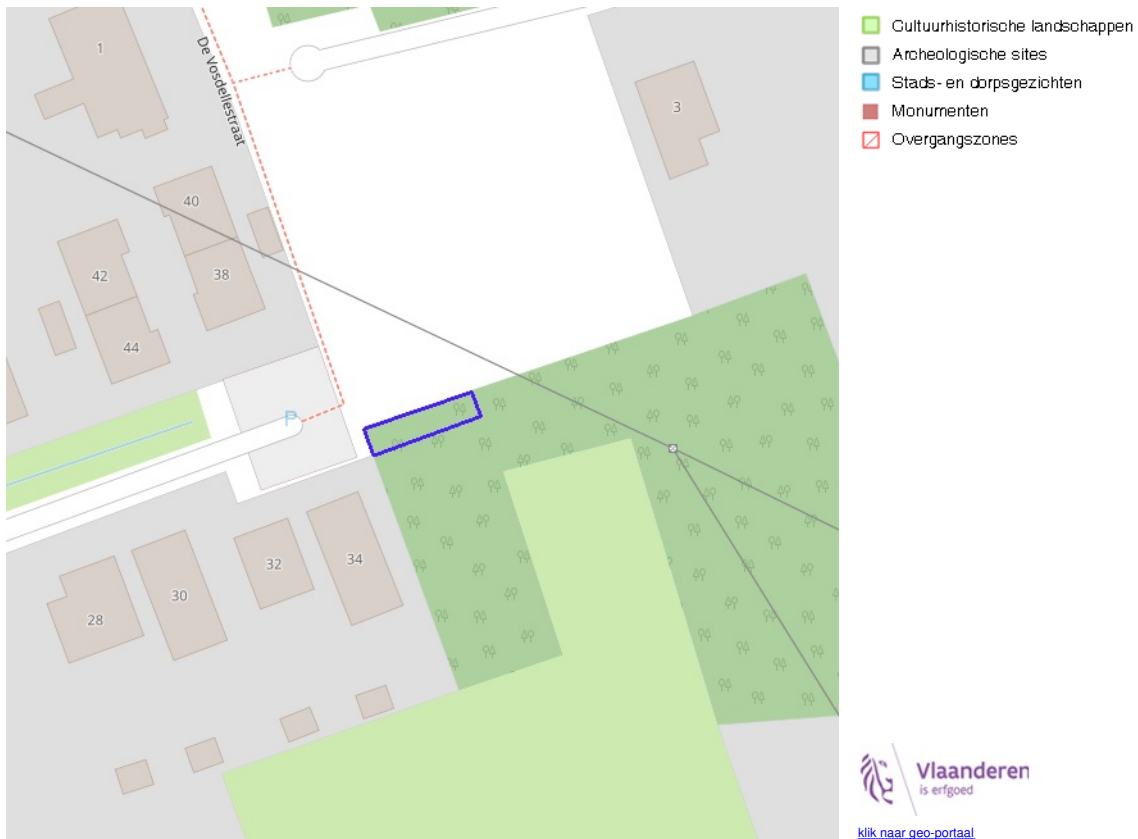 1
De Vosdellestraat
3
40
42
38
44
P
32
34
30
28
Cultuurhistorische landschappen
Archeologische sites
Stads- en dorpsgezichten
Monumenten
Overgangszones
Vlaanderen
is erfgoed
klik naar geo-portaal